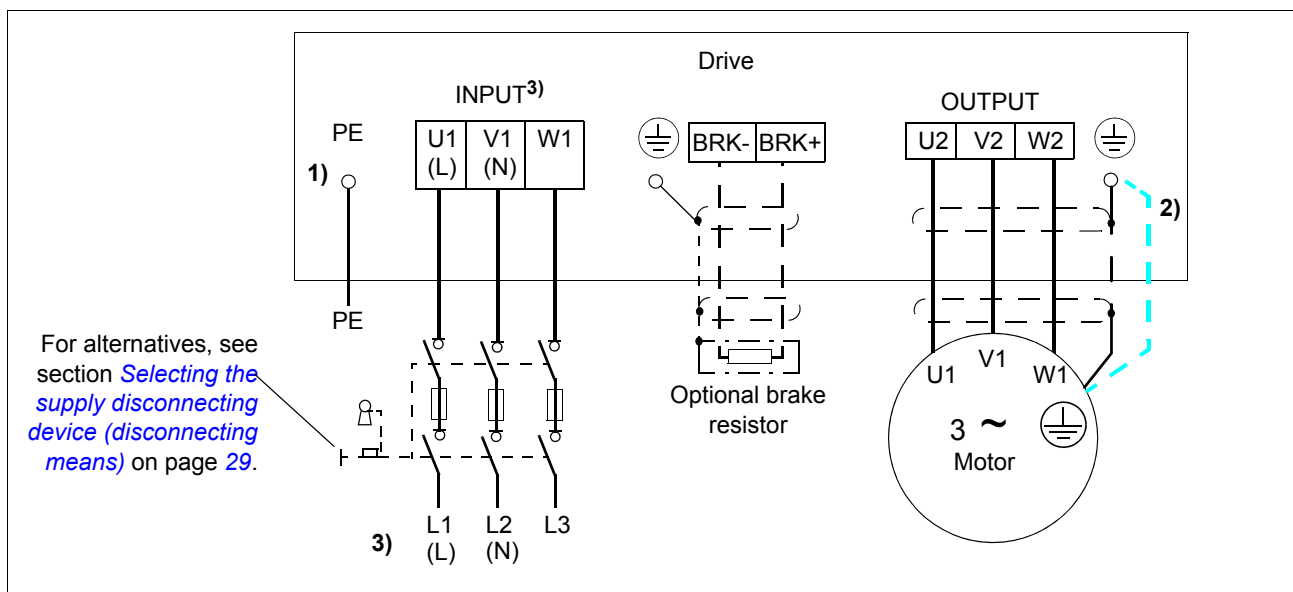 Drive
INPUT3)
OUTPUT
PE
U1 V1 W1
(L) (N)
BRK- BRK+
U2 V2 W2
1)
2)
PE
For alternatives, see
section Selecting the
supply disconnecting
device (disconnecting
means) on page 29.
Optional brake
resistor
U1 V1 W1
3 ~
Motor
L1 L2 L3
3) (L) (N)